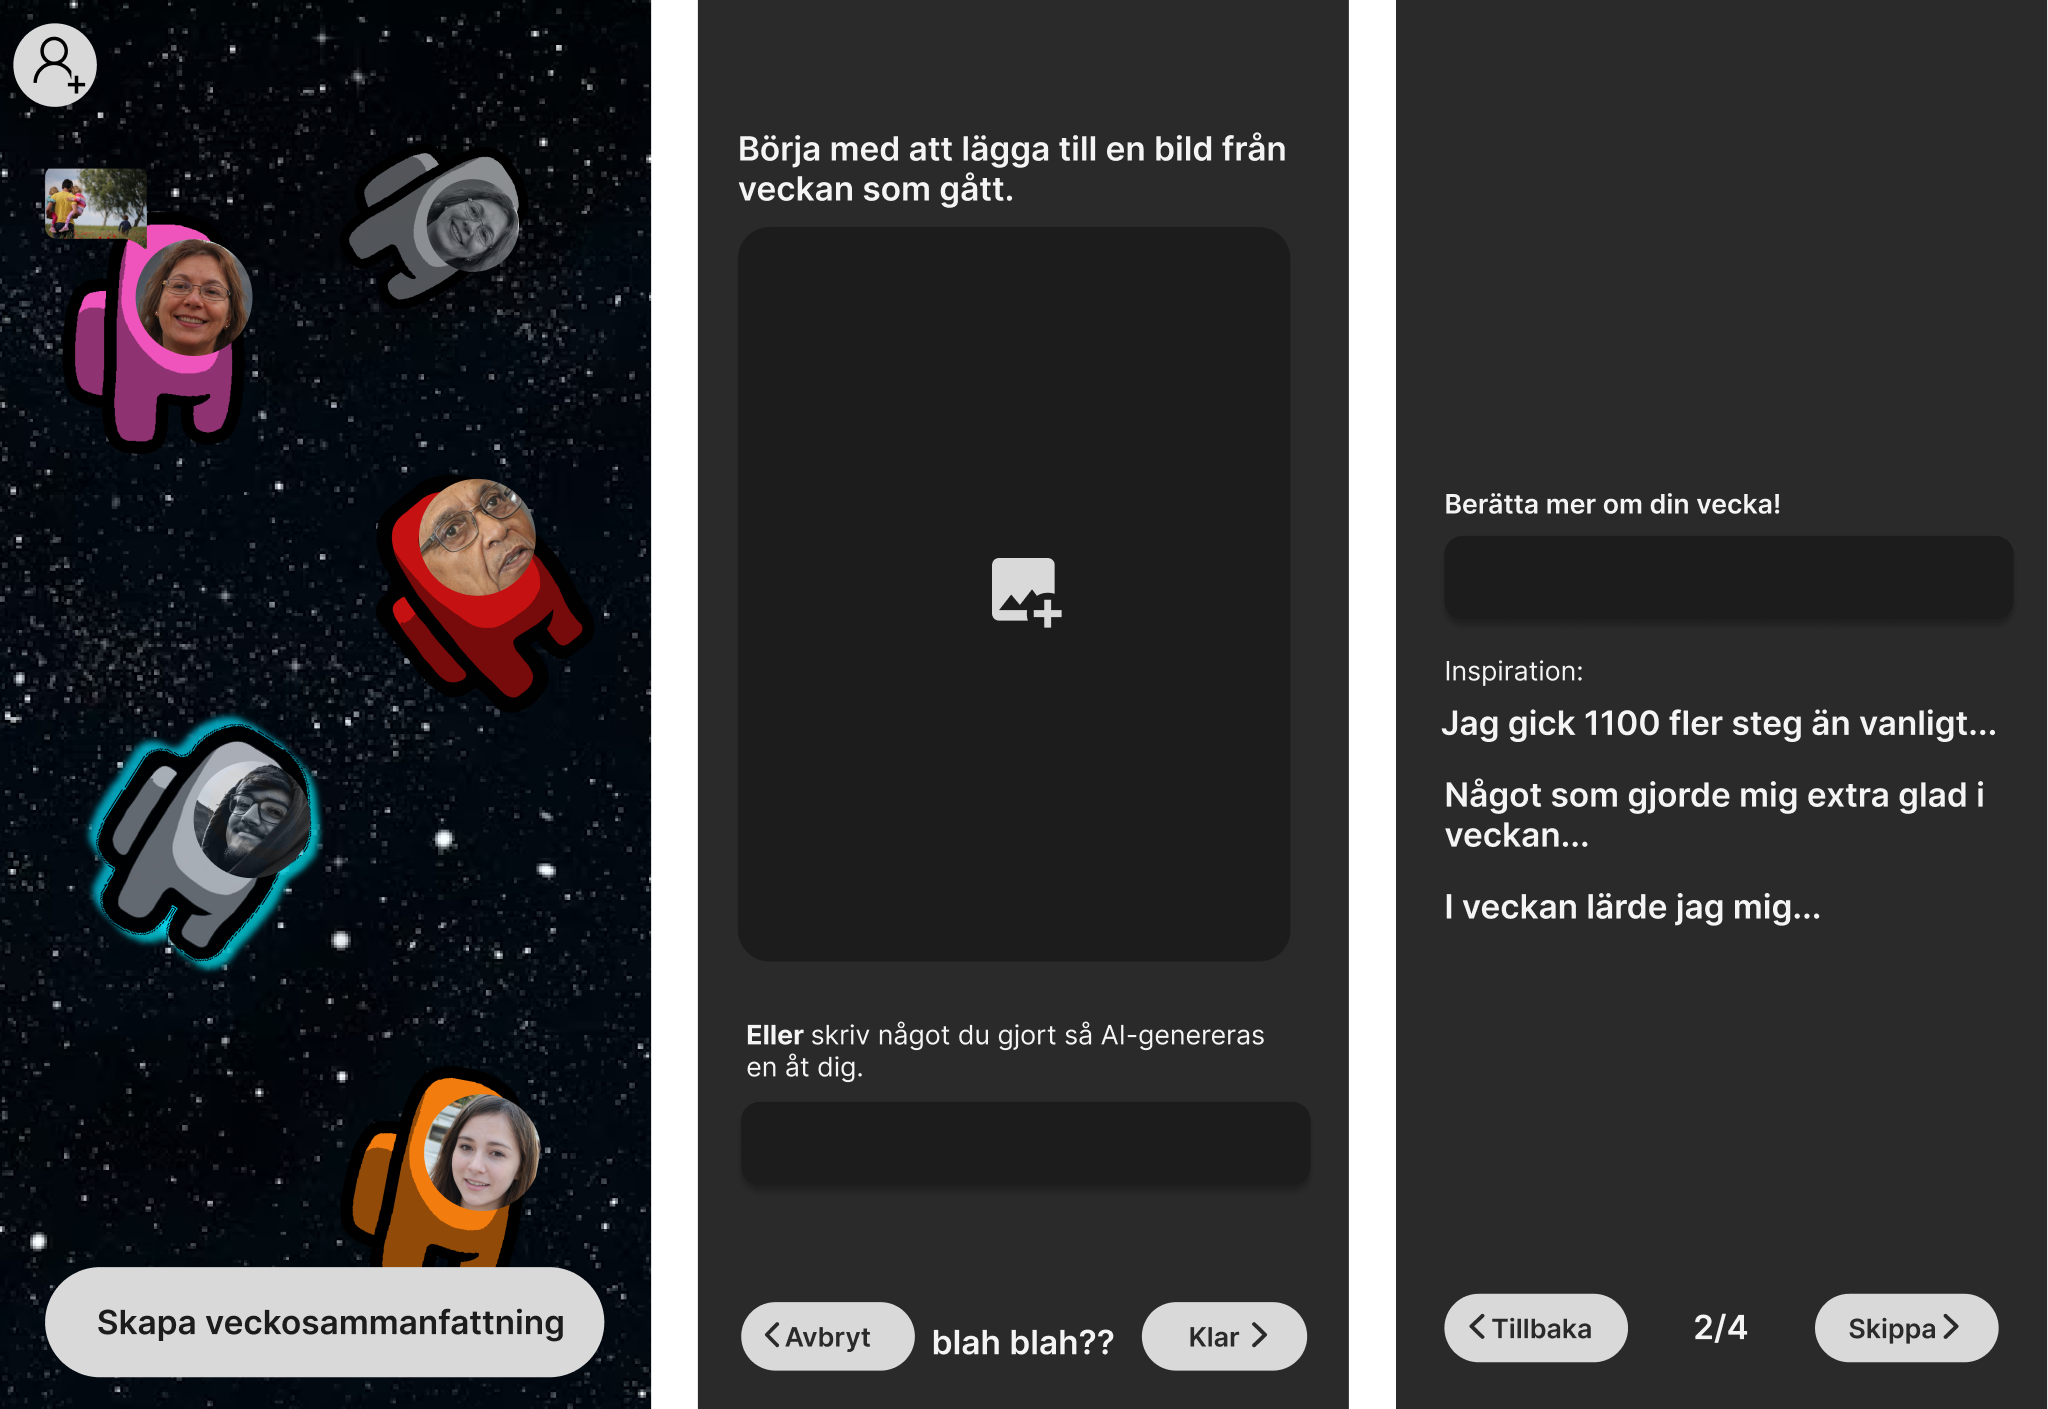 Skapa veckosammanfattning
Börja med att lägga till en bild från
veckan som gått.
Eller skriv något du gjort så AI-genereras
en åt dig.
Avbryt
blah blah??
Klar
Berätta mer om din vecka!
Inspiration:
Jag gick 1100 fler steg än vanligt...
Något som gjorde mig extra glad i
veckan...
I veckan lärde jag mig...
Tillbaka
2/4
Skippa